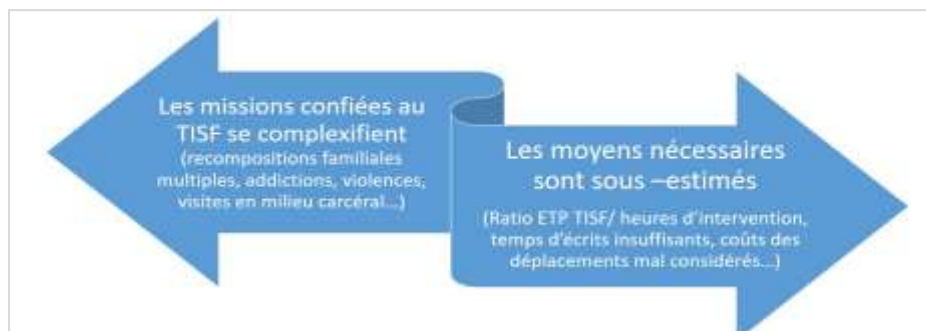 Les missions confiées au
TISF se complexifient
(recompositions familiales
multiples, addictions, violences,
visites en milieu carcéral...)
Les moyens nécessaires
sont sous –estimés
(Ratio ETP TISF/ heures d'intervention,
temps d'écrits insuffisants, coûts des
déplacements mal considérés...)